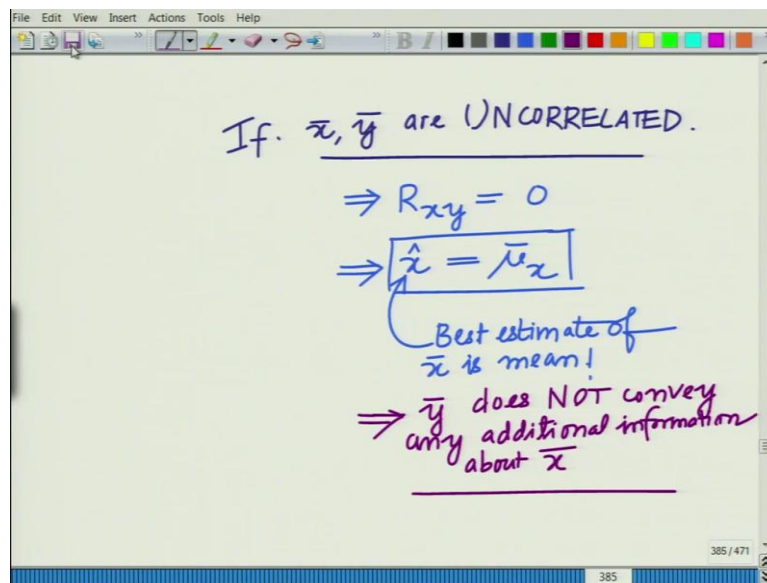 File Edit View Insert Actions Tools Help
B I
If. x̄, ȳ are UNCORRELATED.
⇒ Rxy = 0
⇒ x̂ = μ̄x
Best estimate of
x̄ is mean!
⇒ ȳ does NOT convey
any additional information
about x̄
385 / 471
385